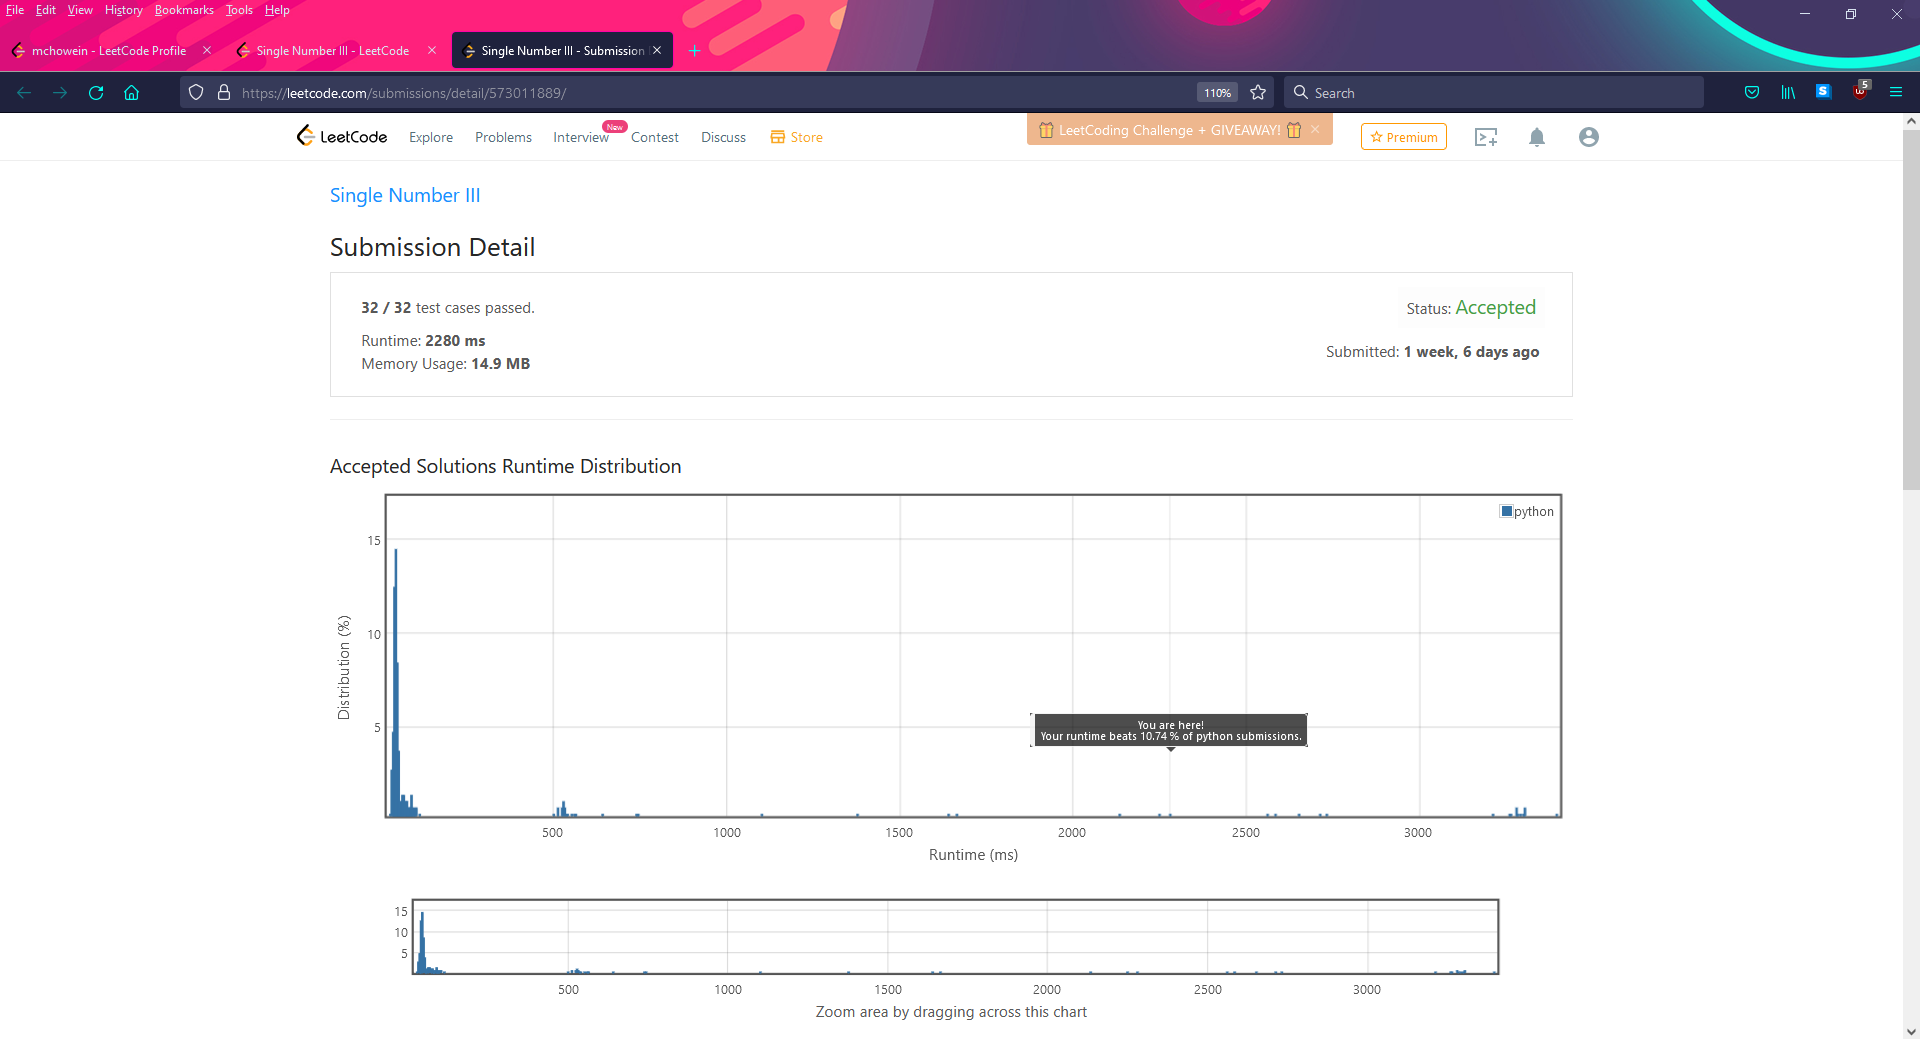 File Edit View History Bookmarks Tools Help
mchowein - LeetCode Profile
Single Number III - LeetCode
Single Number III - Submission
https://leetcode.com/submissions/detail/573011889/
110%
Search
S
5
LeetCode
Explore
Problems
Interview
New
Contest
Discuss
Store
LeetCoding Challenge + GIVEAWAY!
Premium
Single Number III
Submission Detail
32 / 32 test cases passed.
Status: Accepted
Runtime: 2280 ms
Submitted: 1 week, 6 days ago
Memory Usage: 14.9 MB
Accepted Solutions Runtime Distribution
python
15
10
5
Distribution (%)
You are here!
Your runtime beats 10.74 % of python submissions.
500 1000 1500 2000 2500 3000
Runtime (ms)
15
10
5
500 1000 1500 2000 2500 3000
Zoom area by dragging across this chart